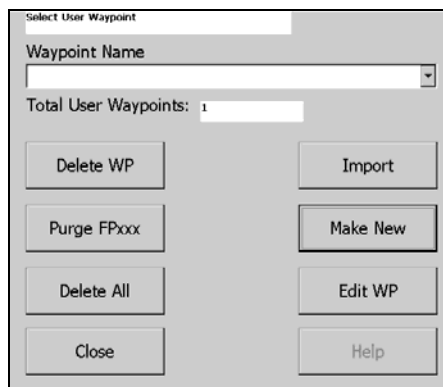 Select User Waypoint
Waypoint Name
Total User Waypoints: 1
Delete WP Import
Purge FPxxx Make New
Delete All Edit WP
Close Help